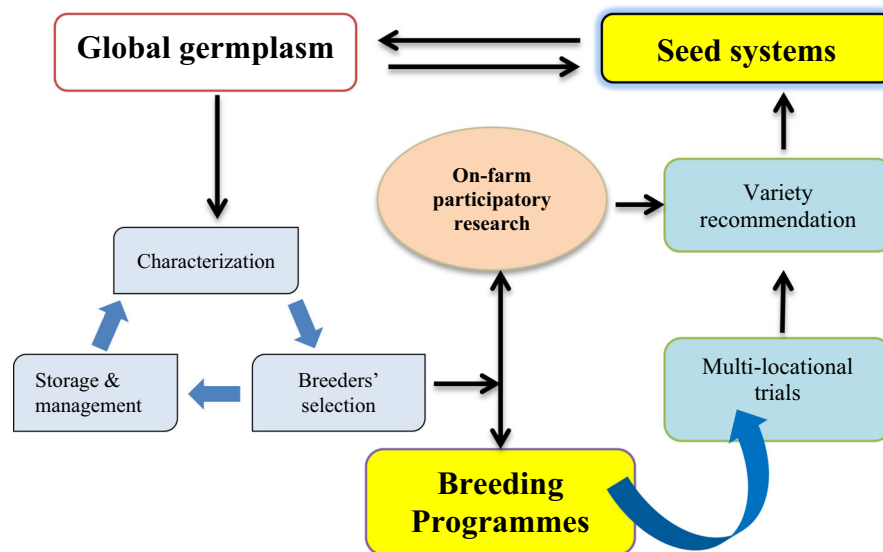 Global germplasm
Seed systems
On-farm
participatory
research
Variety
recommendation
Characterization
Storage &
management
Breeders’
selection
Multi-locational
trials
Breeding
Programmes